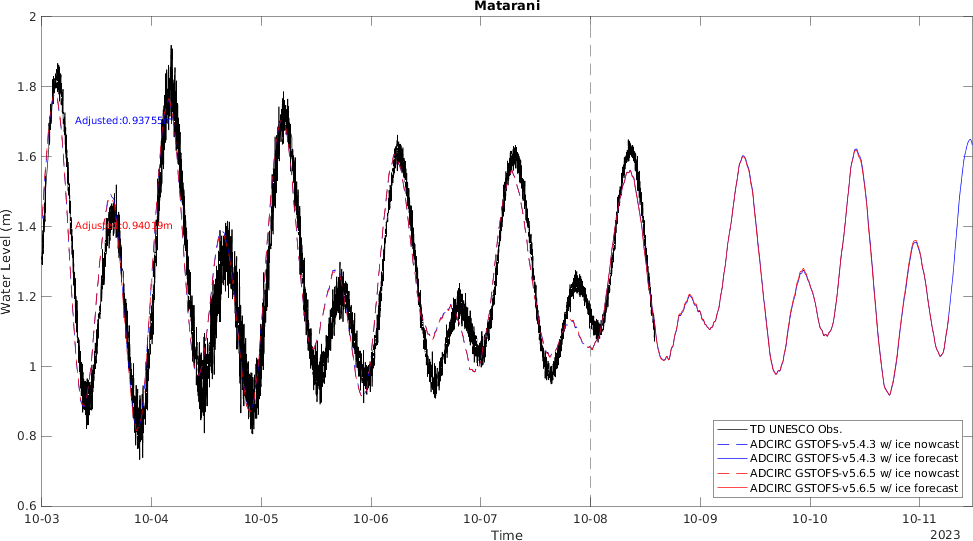 Matarani
2
1.8
1.6
1.4
1.2
1
0.8
0.6
Water Level (m)
Adjusted:0.93755m
Adjusted:0.94019m
TD UNESCO Obs.
ADCIRC GSTOFS-v5.4.3 w/ ice nowcast
ADCIRC GSTOFS-v5.4.3 w/ ice forecast
ADCIRC GSTOFS-v5.6.5 w/ ice nowcast
ADCIRC GSTOFS-v5.6.5 w/ ice forecast
10-03 10-04 10-05 10-06 10-07 10-08 10-09 10-10 10-11
Time
2023